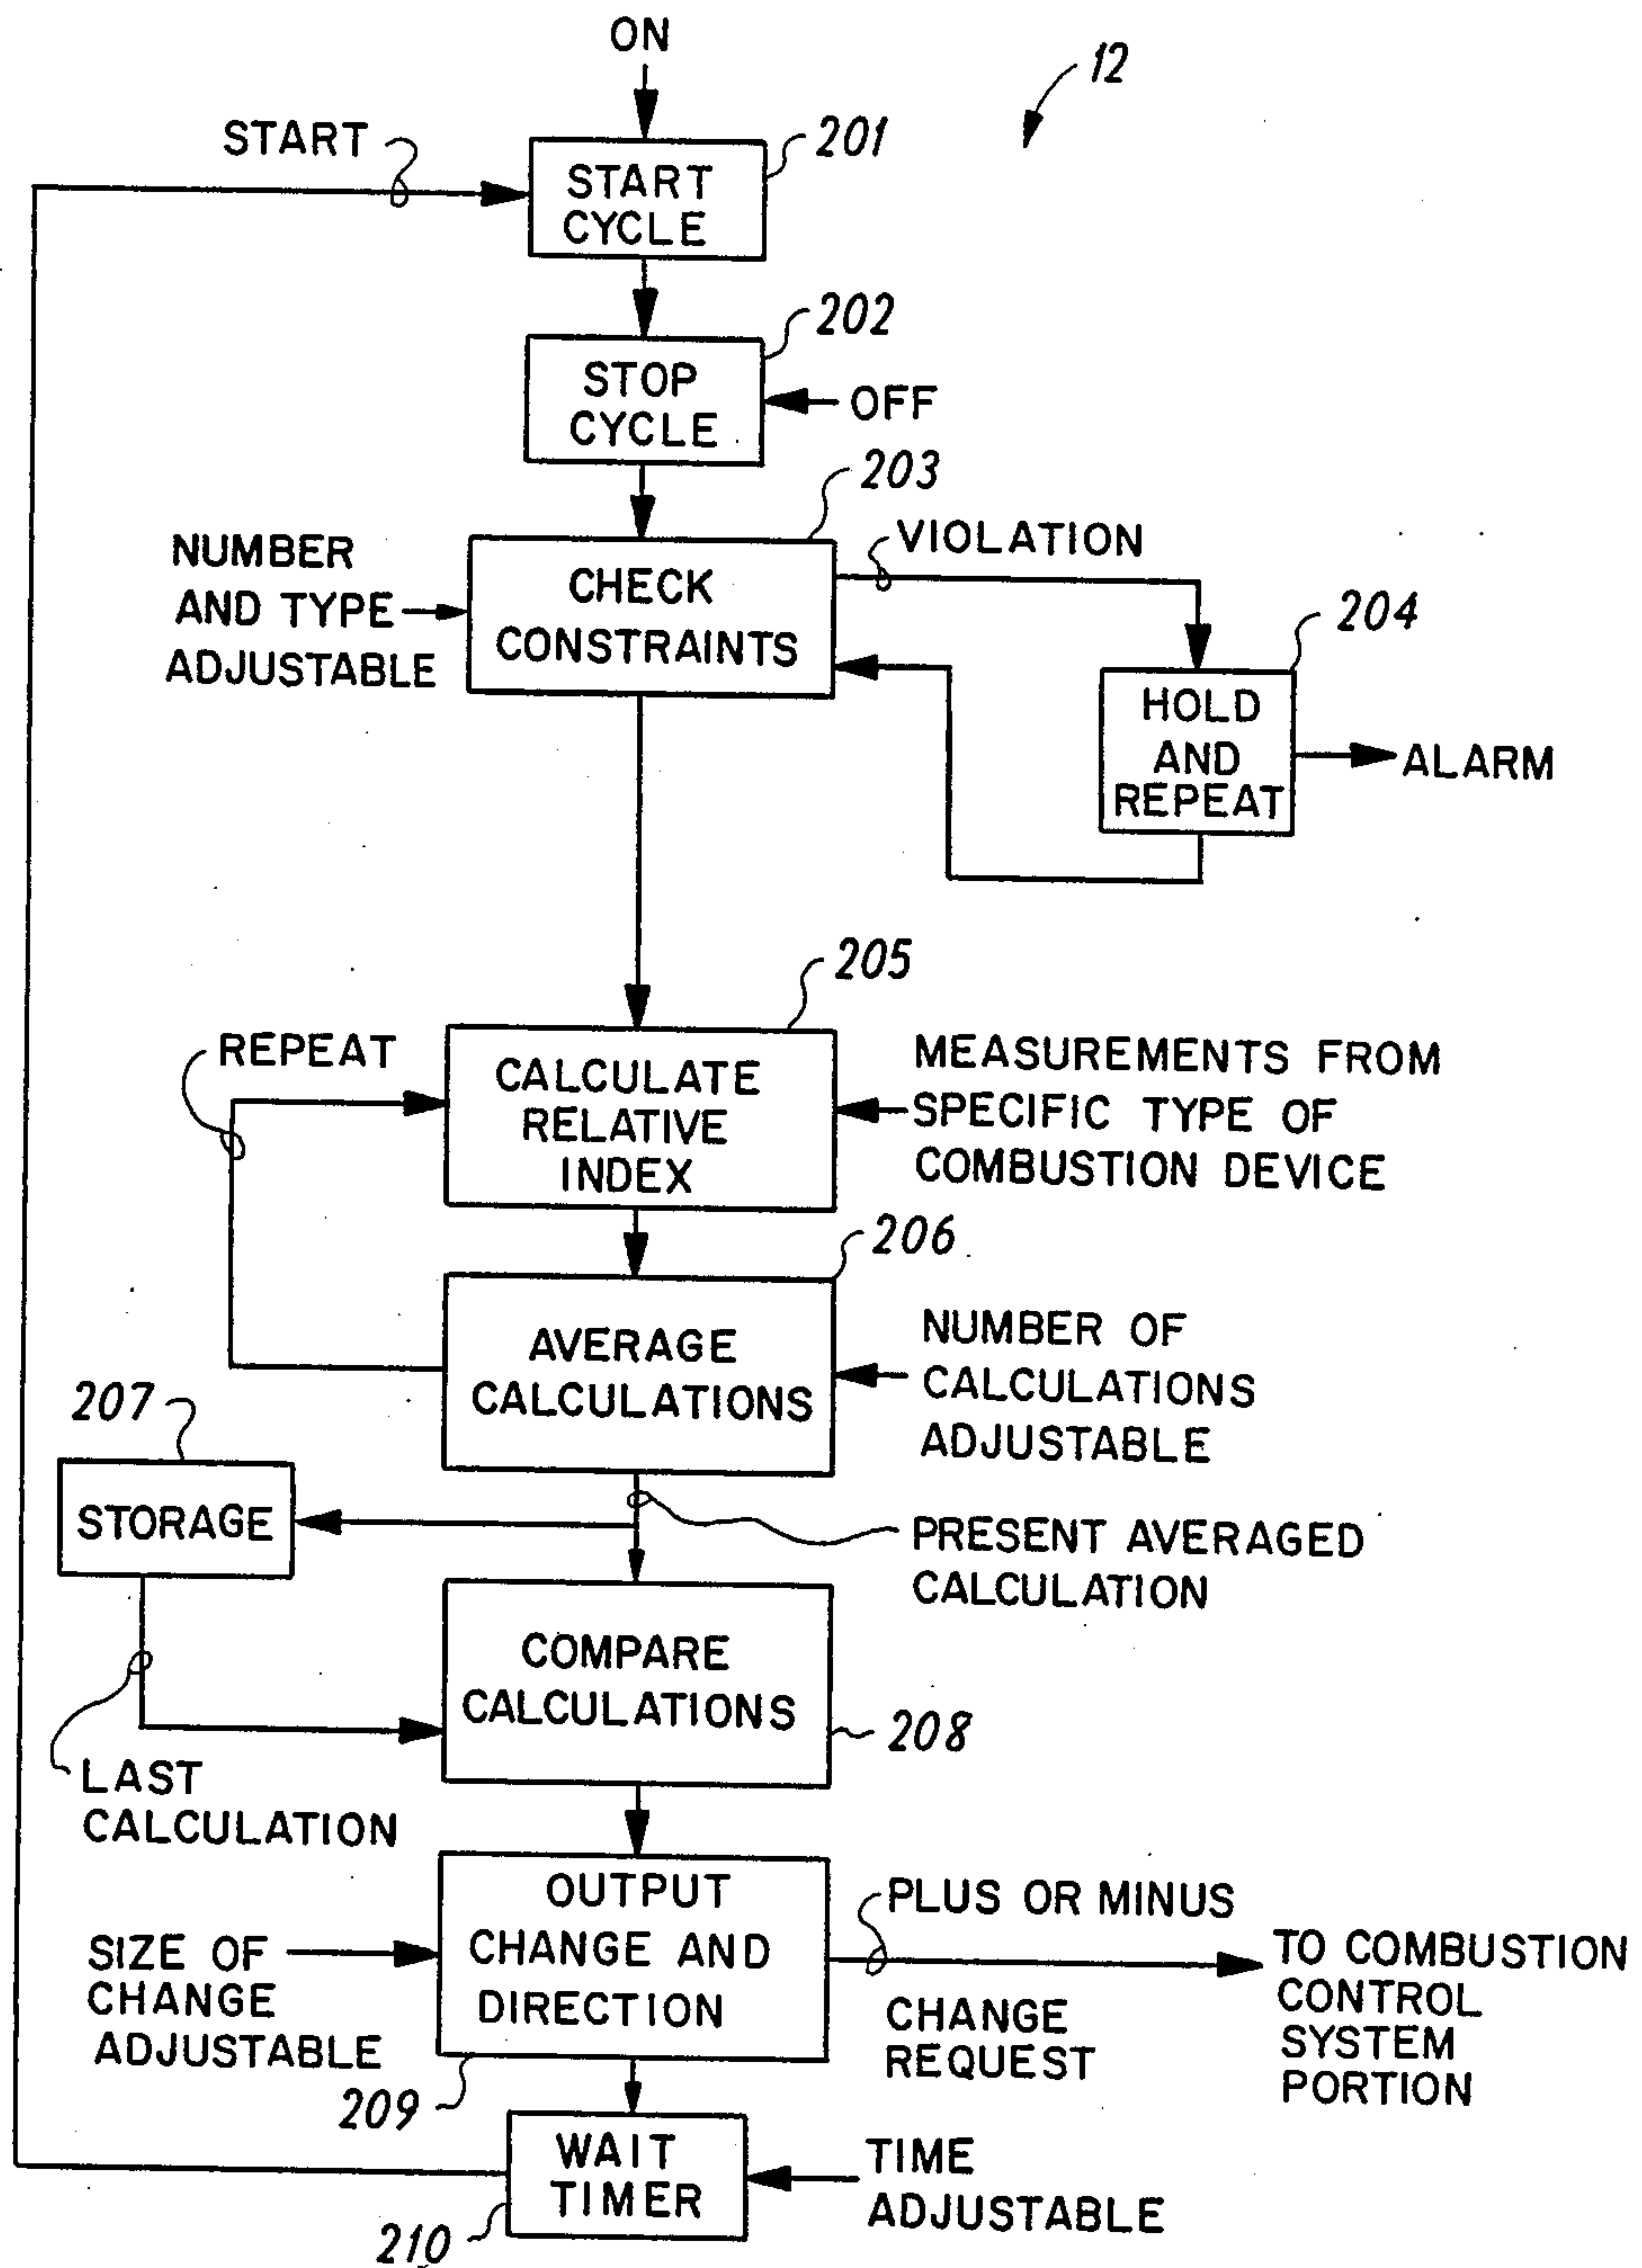 ON
12
START
201
START
CYCLE
202
STOP
CYCLE
OFF
203
NUMBER
AND TYPE
ADJUSTABLE
CHECK
CONSTRAINTS
VIOLATION
204
HOLD
AND
REPEAT
ALARM
205
REPEAT
CALCULATE
RELATIVE
INDEX
MEASUREMENTS FROM
SPECIFIC TYPE OF
COMBUSTION DEVICE
206
AVERAGE
CALCULATIONS
NUMBER OF
CALCULATIONS
ADJUSTABLE
207
STORAGE
PRESENT AVERAGED
CALCULATION
COMPARE
CALCULATIONS
208
LAST
CALCULATION
OUTPUT
CHANGE AND
DIRECTION
SIZE OF
CHANGE
ADJUSTABLE
PLUS OR MINUS
CHANGE
REQUEST
TO COMBUSTION
CONTROL
SYSTEM
PORTION
209
WAIT
TIMER
TIME
ADJUSTABLE
210